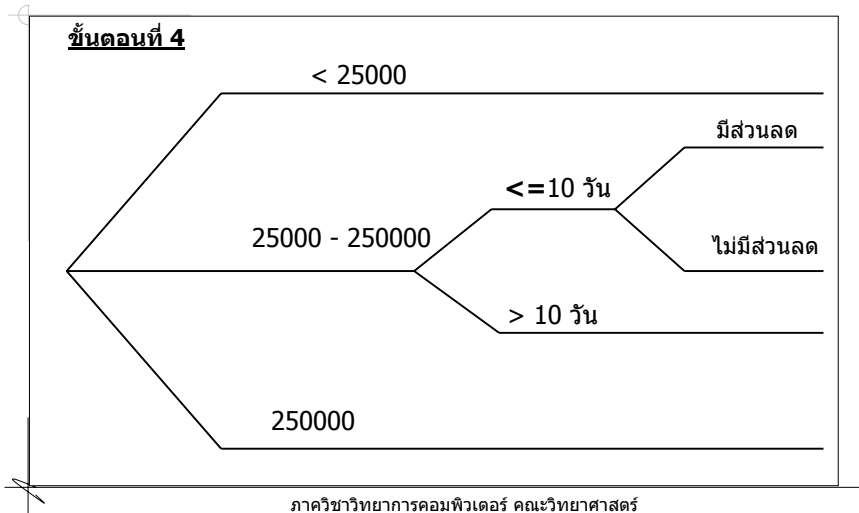 ขั้นตอนที่ 4
< 25000
มีส่วนลด
<=10 วัน
25000 - 250000
ไม่มีส่วนลด
> 10 วัน
250000
ภาควิชาวิทยาการคอมพิวเตอร์ คณะวิทยาศาสตร์